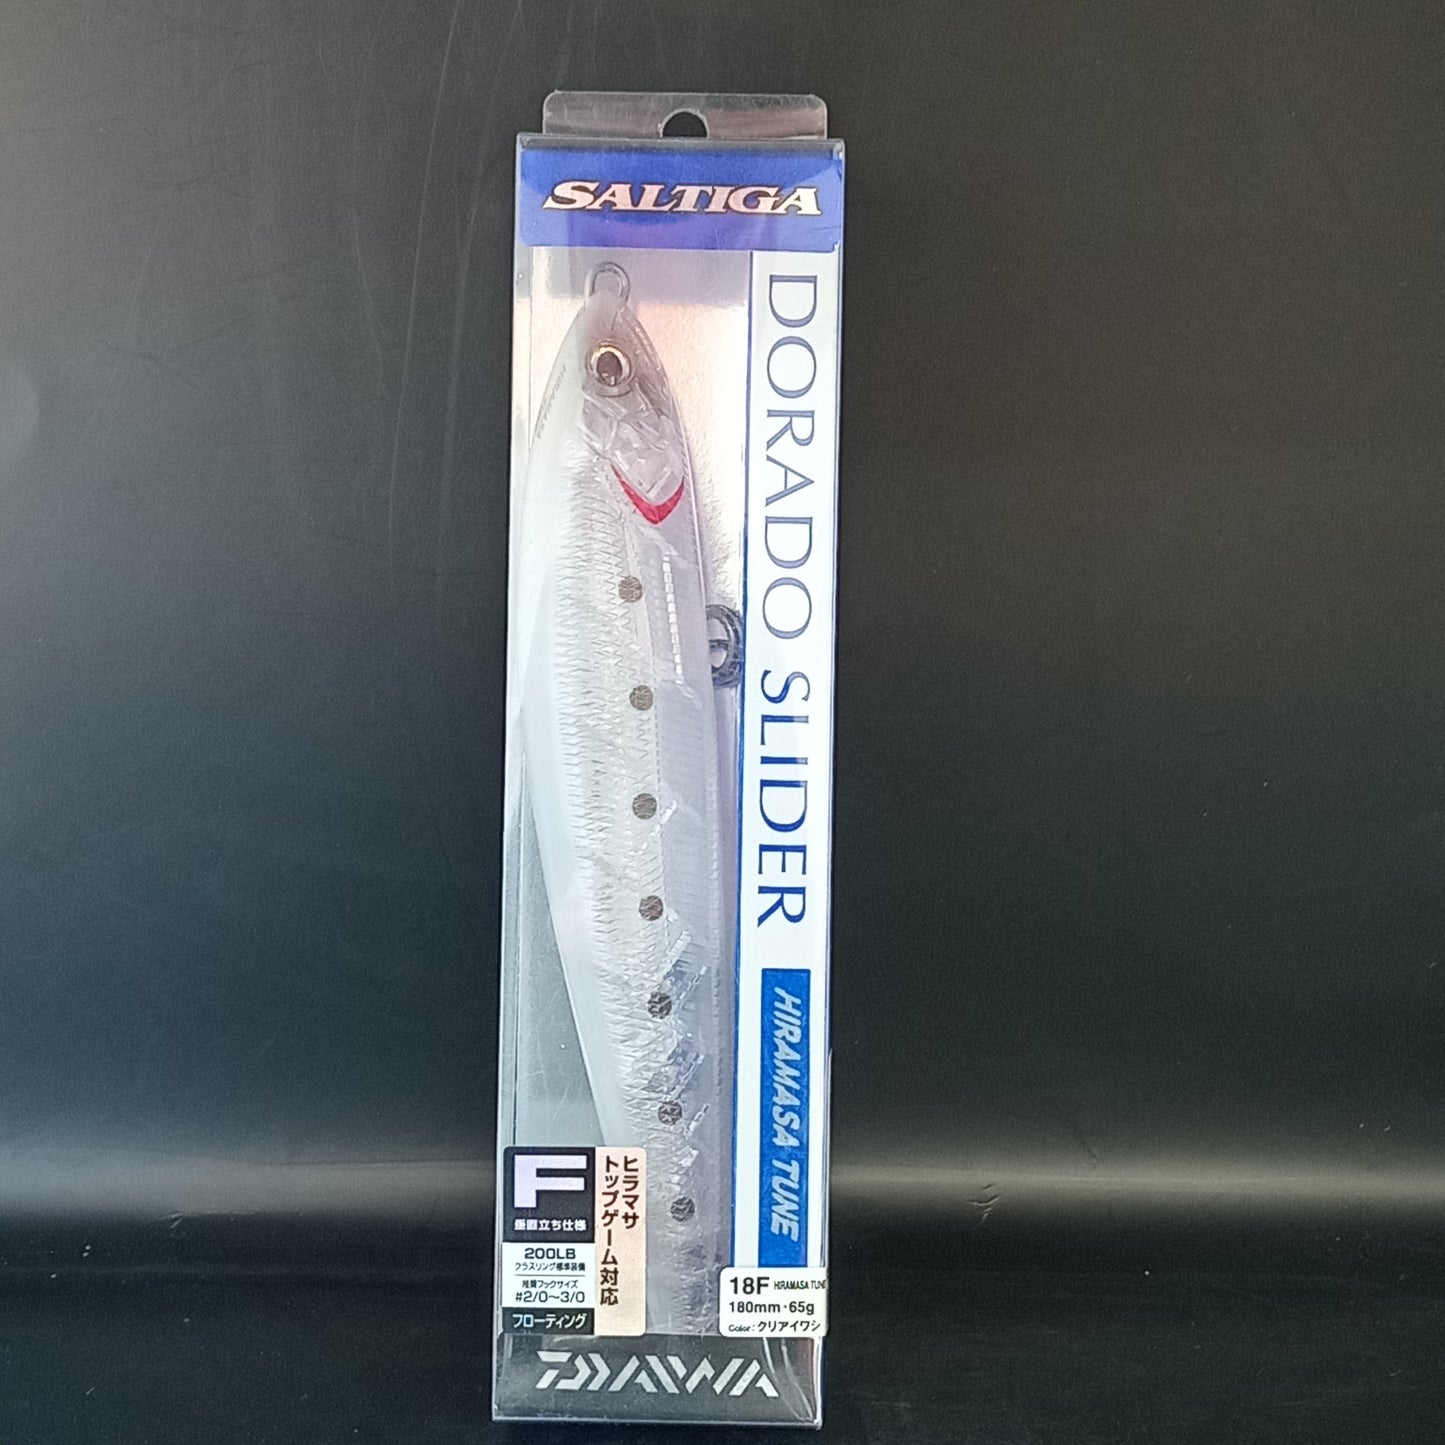 SALTIGA
DORADO SLIDER
HIRAMASA TUNE
F
垂直立ち仕様
200LB
クラスリング標準装備
推奨フックサイズ
#2/0〜3/0
フローティング
ヒラマサ
トップゲーム対応
18F HIRAMASA TUNE
180mm・65g
Color：クリアイワシ
DAIWA